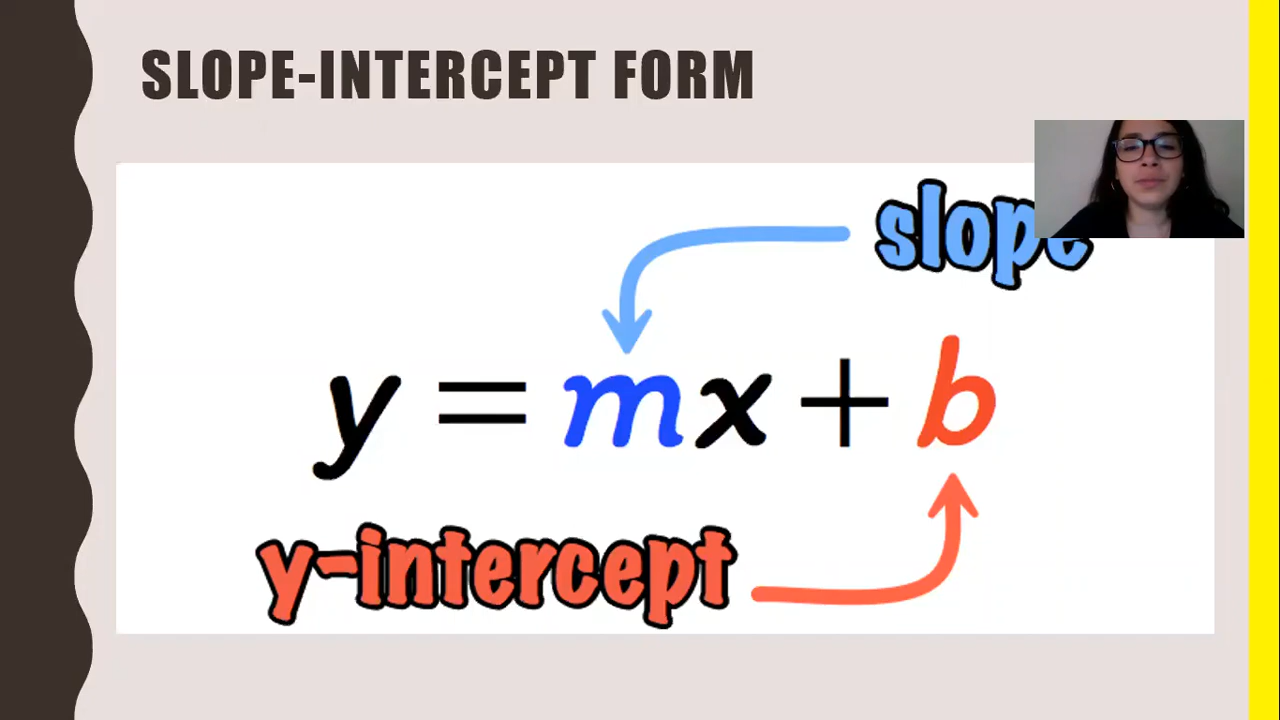 SLOPE-INTERCEPT FORM
slope
y = mx + b
y-intercept